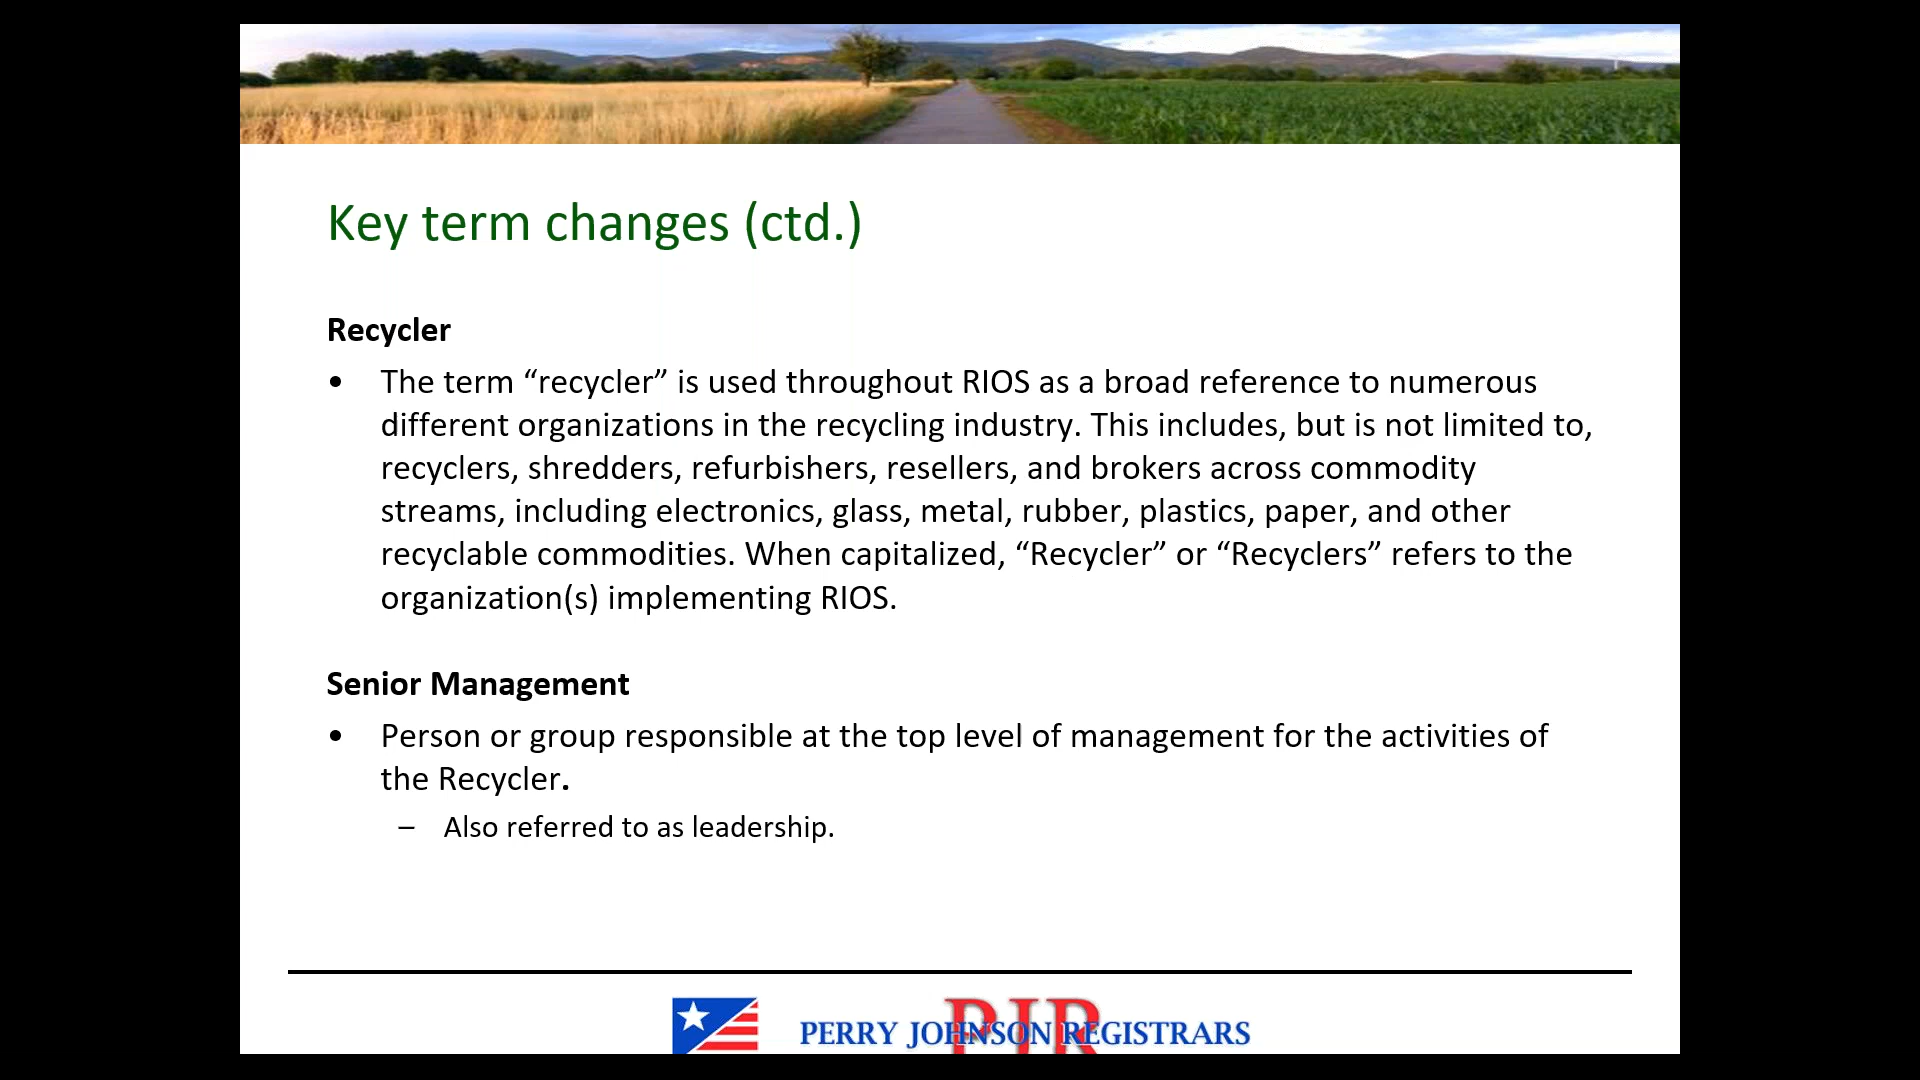 Key term changes (ctd.)
Recycler
• The term “recycler” is used throughout RIOS as a broad reference to numerous
different organizations in the recycling industry. This includes, but is not limited to,
recyclers, shredders, refurbishers, resellers, and brokers across commodity
streams, including electronics, glass, metal, rubber, plastics, paper, and other
recyclable commodities. When capitalized, “Recycler” or “Recyclers” refers to the
organization(s) implementing RIOS.
Senior Management
• Person or group responsible at the top level of management for the activities of
the Recycler.
– Also referred to as leadership.
PJR
PERRY JOHNSON REGISTRARS